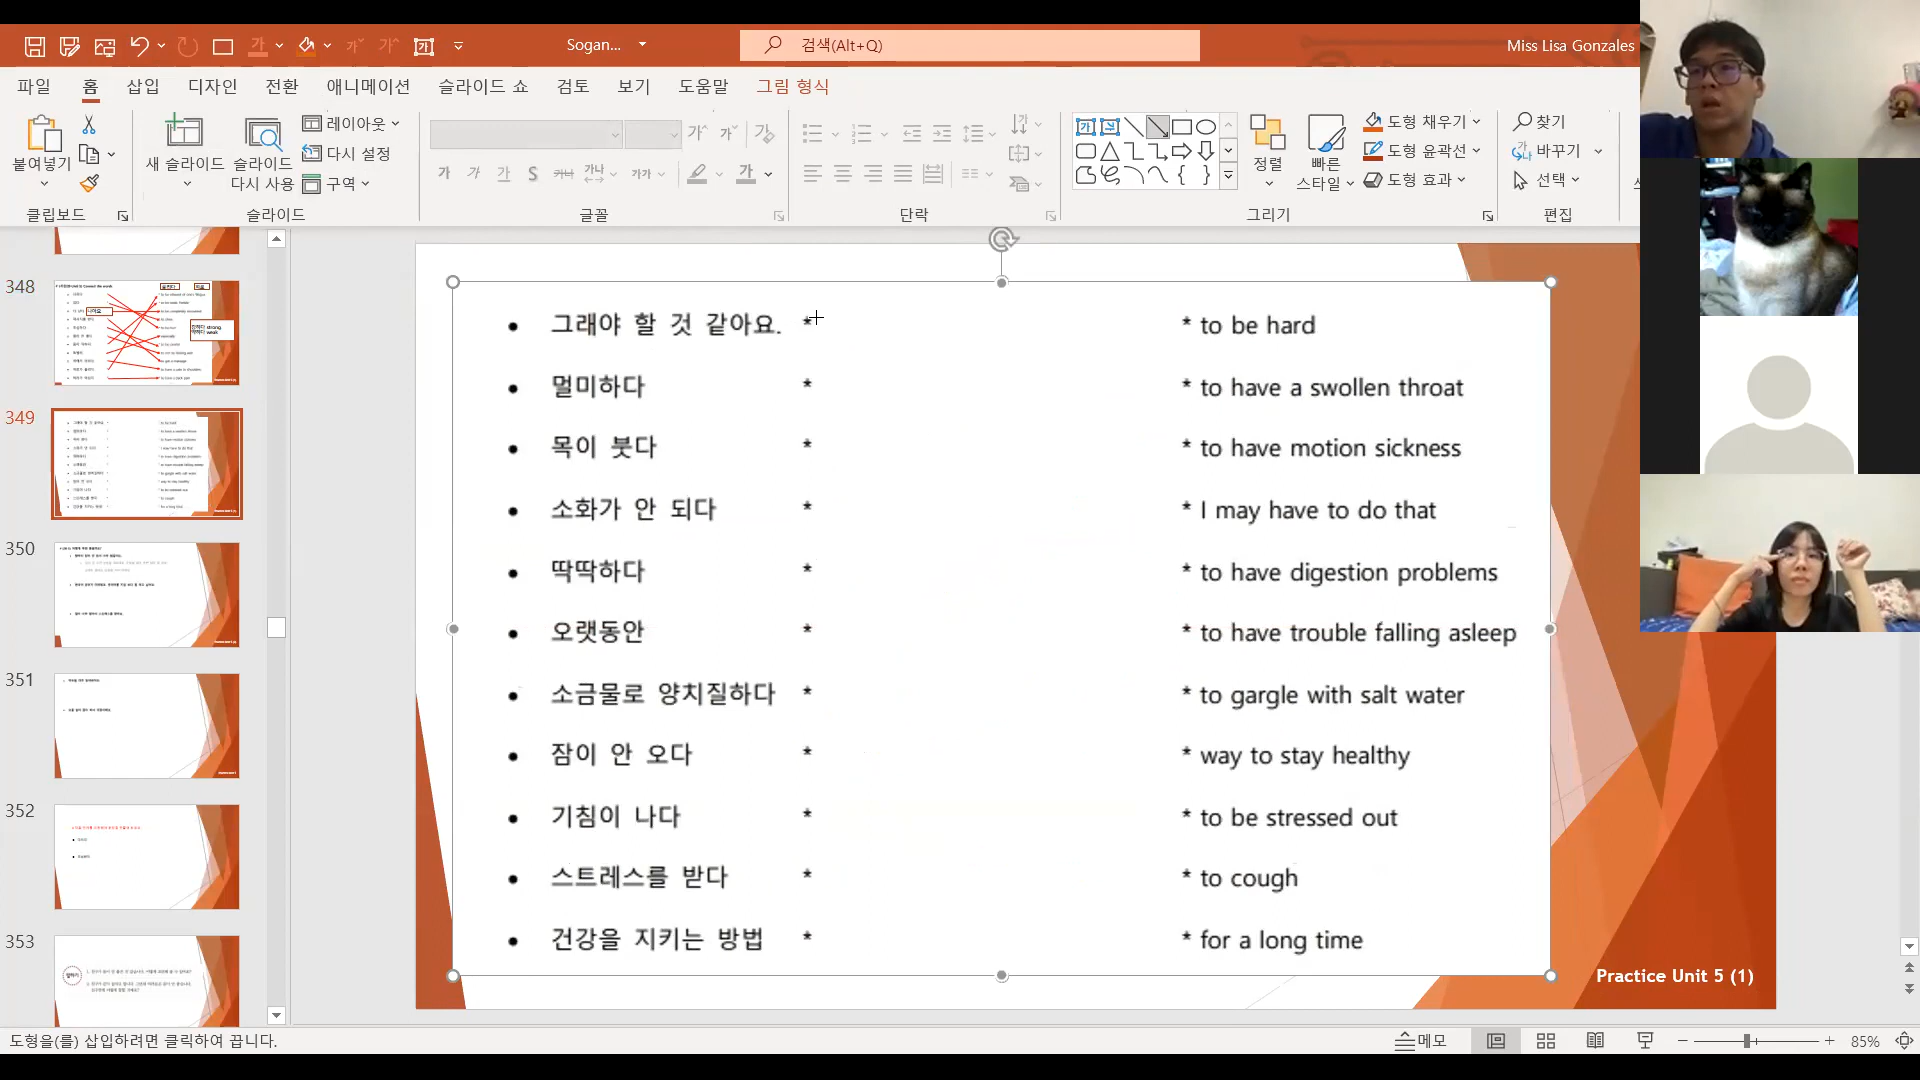 Sogan...
검색(Alt+Q)
Miss Lisa Gonzales
파일 홈 삽입 디자인 전환 애니메이션 슬라이드 쇼 검토 보기 도움말 그림 형식
붙여넣기
새 슬라이드
슬라이드 다시 사용
레이아웃
다시 설정
구역
정렬
빠른 스타일
도형 채우기
도형 윤곽선
도형 효과
찾기
바꾸기
선택
클립보드
슬라이드
글꼴
단락
그리기
편집
348
349
350
351
352
353
• 그래야 할 것 같아요. * * to be hard
• 멀미하다 * * to have a swollen throat
• 목이 붓다 * * to have motion sickness
• 소화가 안 되다 * * I may have to do that
• 딱딱하다 * * to have digestion problems
• 오랫동안 * * to have trouble falling asleep
• 소금물로 양치질하다 * * to gargle with salt water
• 잠이 안 오다 * * way to stay healthy
• 기침이 나다 * * to be stressed out
• 스트레스를 받다 * * to cough
• 건강을 지키는 방법 * * for a long time
Practice Unit 5 (1)
도형을(를) 삽입하려면 클릭하여 끕니다.
메모
85%